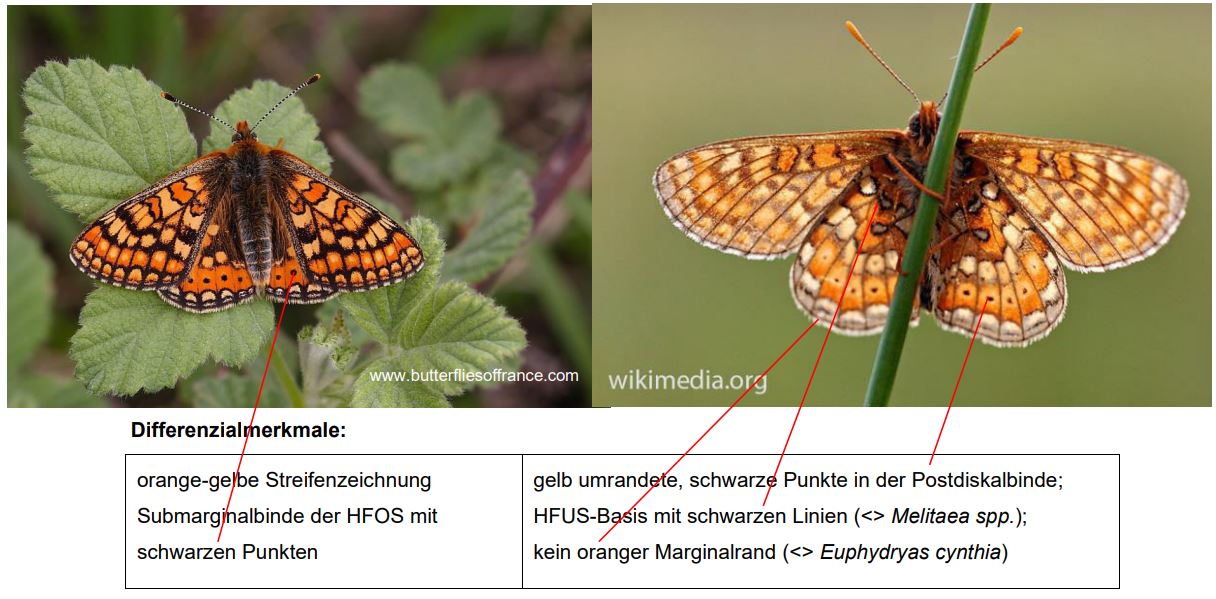 www.butterfliesoffrance.com
wikimedia.org
Differenzialmerkmale:
orange-gelbe Streifenzeichnung
Submarginalbinde der HFOS mit
schwarzen Punkten
gelb umrandete, schwarze Punkte in der Postdiskalbinde;
HFUS-Basis mit schwarzen Linien (<> Melitaea spp.);
kein oranger Marginalrand (<> Euphydryas cynthia)